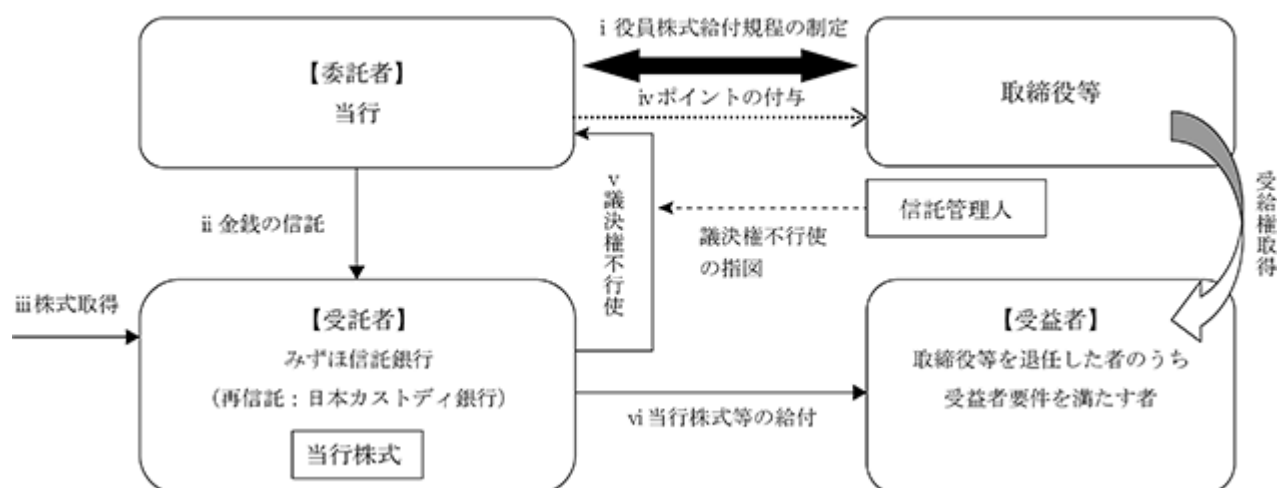 ⅰ 役員株式給付規程の制定
【委託者】
当行
取締役等
ⅳポイントの付与
ⅴ議決権不行使
信託管理人
議決権不行使
の指図
受給権取得
ⅱ 金銭の信託
ⅲ株式取得
【受託者】
みずほ信託銀行
（再信託：日本カストディ銀行）
当行株式
ⅵ当行株式等の給付
【受益者】
取締役等を退任した者のうち
受益者要件を満たす者